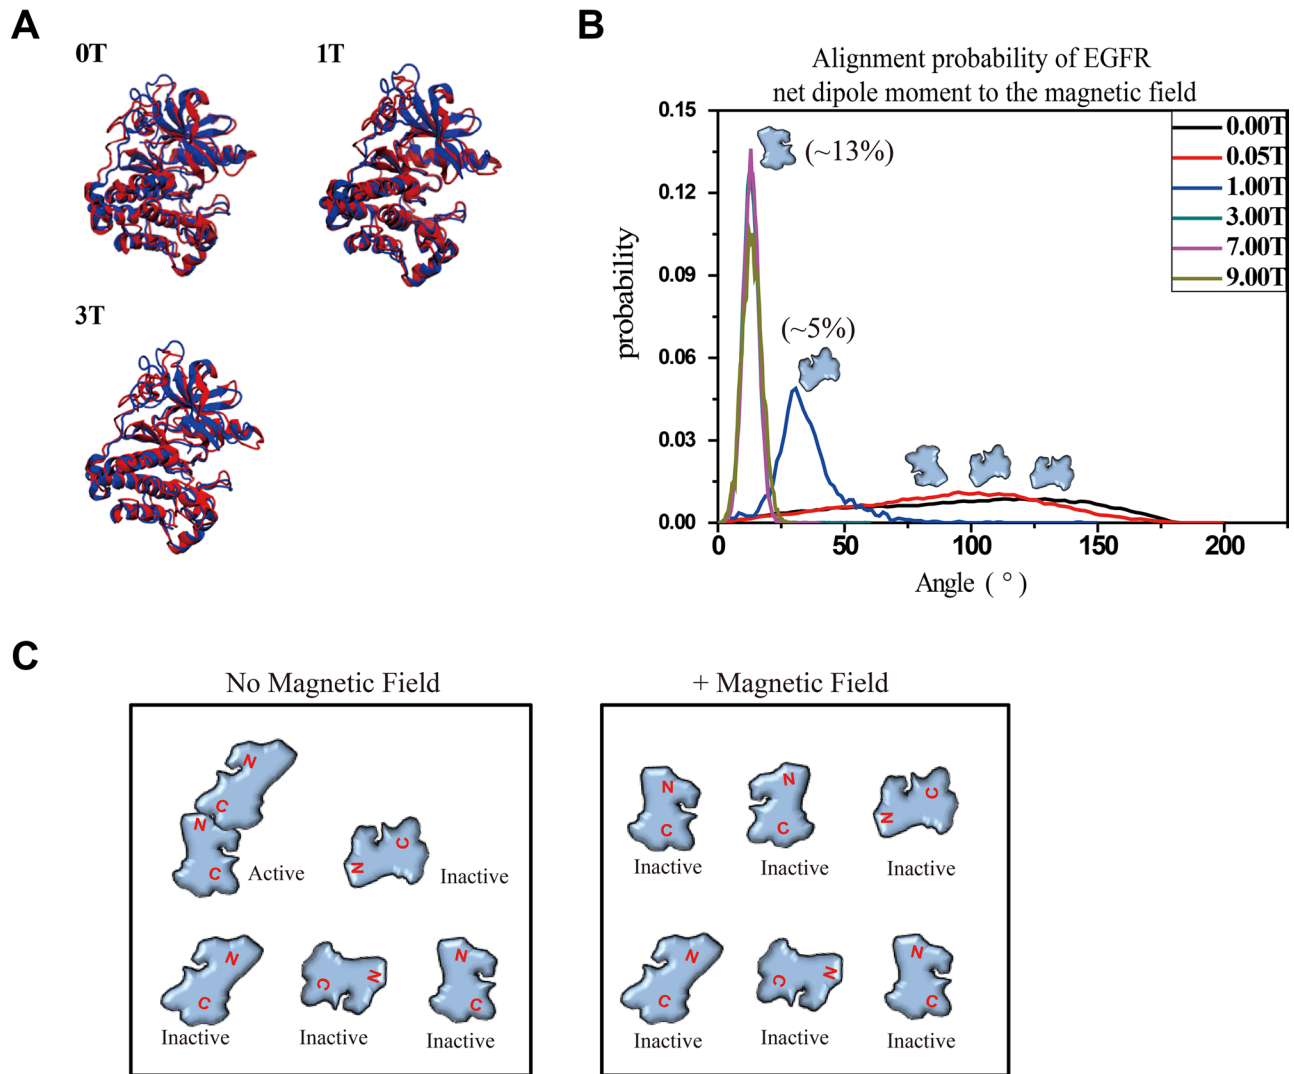 A
0T
1T
3T
B
Alignment probability of EGFR
net dipole moment to the magnetic field
0.15
0.12
0.09
0.06
0.03
0.00
probability
0
50
100
150
200
Angle ( ° )
(~13%)
(~5%)
0.00T
0.05T
1.00T
3.00T
7.00T
9.00T
C
No Magnetic Field
N
C
N
C
Active
N
C
Inactive
N
C
Inactive
C
N
Inactive
N
C
Inactive
+ Magnetic Field
N
C
Inactive
N
C
Inactive
N
C
Inactive
N
C
Inactive
C
N
Inactive
N
C
Inactive